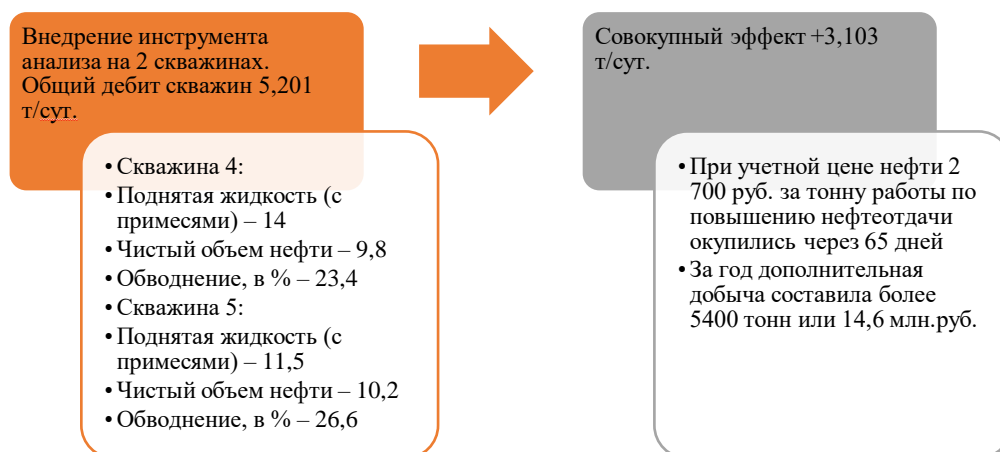 Внедрение инструмента
анализа на 2 скважинах.
Общий дебит скважин 5,201
т/сут.
• Скважина 4:
• Поднятая жидкость (с
примесями) – 14
• Чистый объем нефти – 9,8
• Обводнение, в % – 23,4
• Скважина 5:
• Поднятая жидкость (с
примесями) – 11,5
• Чистый объем нефти – 10,2
• Обводнение, в % – 26,6
Совокупный эффект +3,103
т/сут.
• При учетной цене нефти 2
700 руб. за тонну работы по
повышению нефтеотдачи
окупились через 65 дней
• За год дополнительная
добыча составила более
5400 тонн или 14,6 млн.руб.